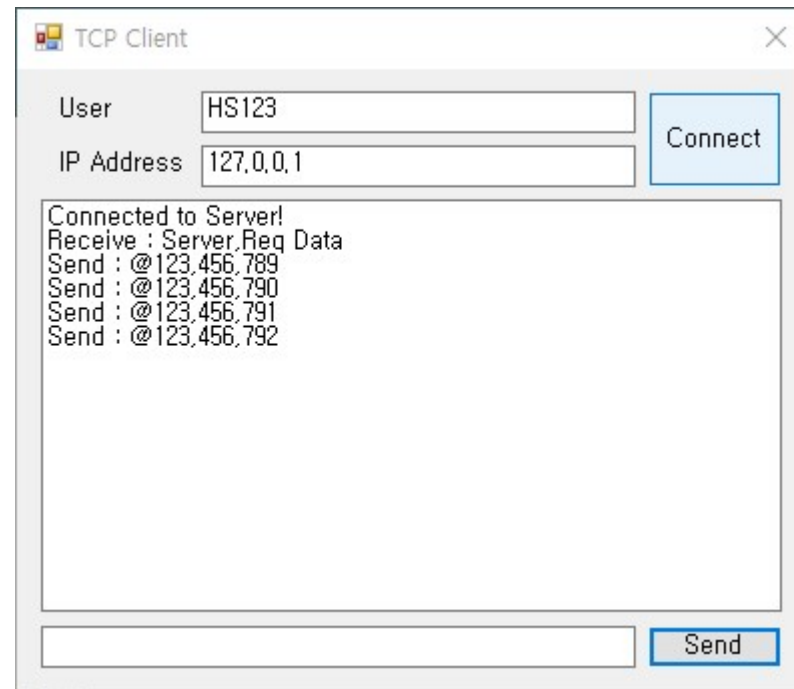 TCP Client
User HS123
IP Address 127,0,0,1
Connect
Connected to Server!
Receive : Server,Req Data
Send : @123,456,789
Send : @123,456,790
Send : @123,456,791
Send : @123,456,792
Send